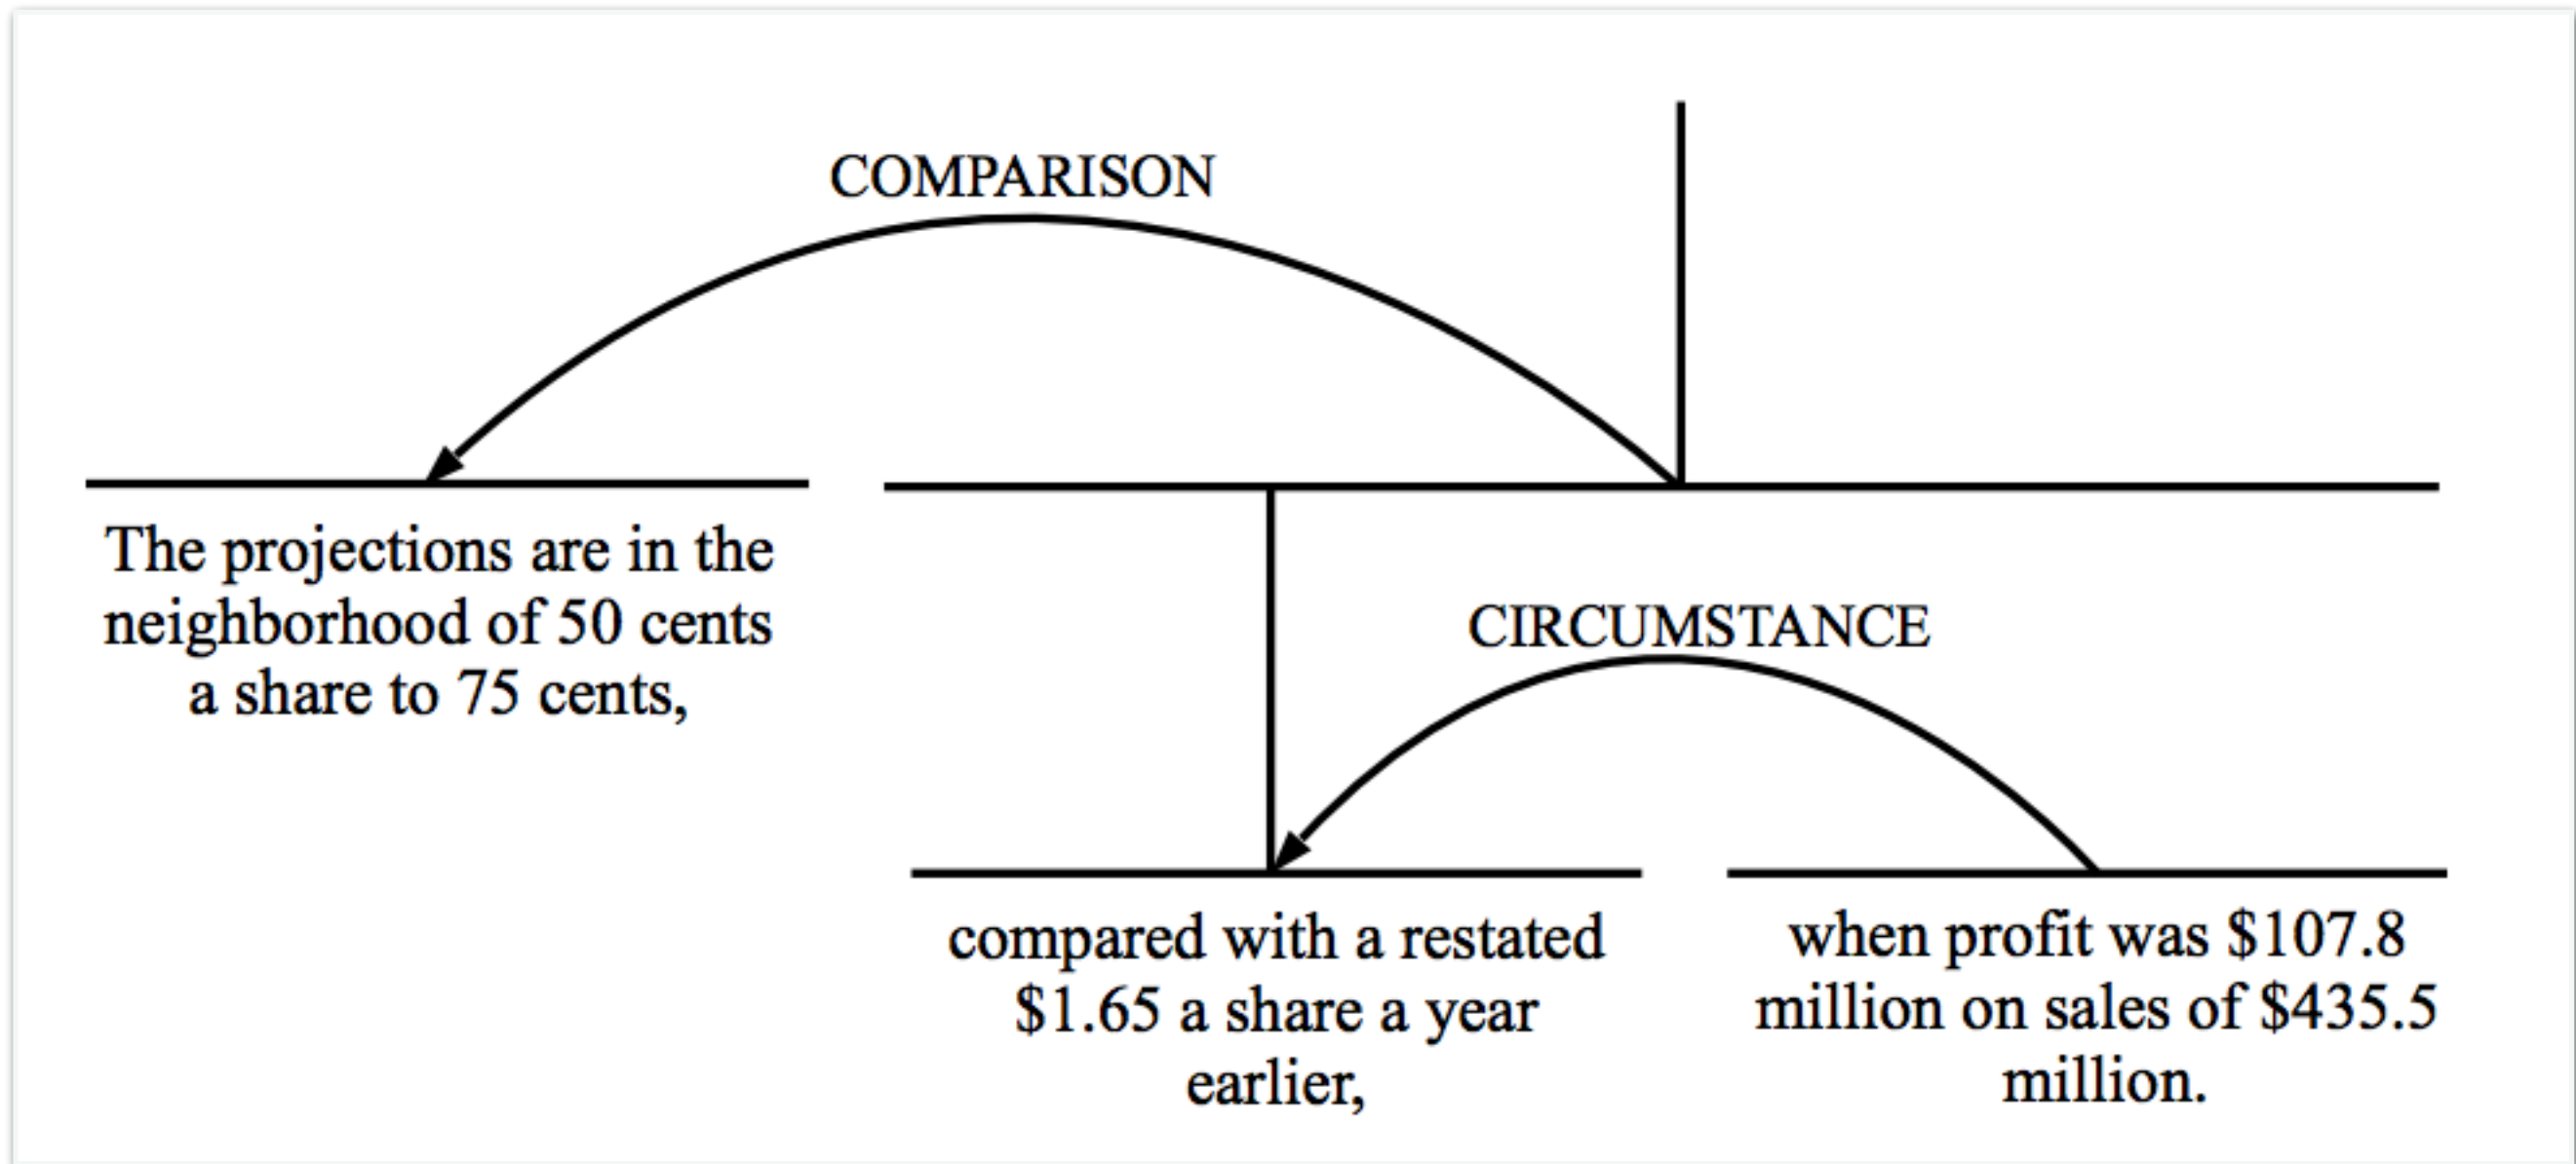 COMPARISON
The projections are in the
neighborhood of 50 cents
a share to 75 cents,
CIRCUMSTANCE
compared with a restated
$1.65 a share a year
earlier,
when profit was $107.8
million on sales of $435.5
million.